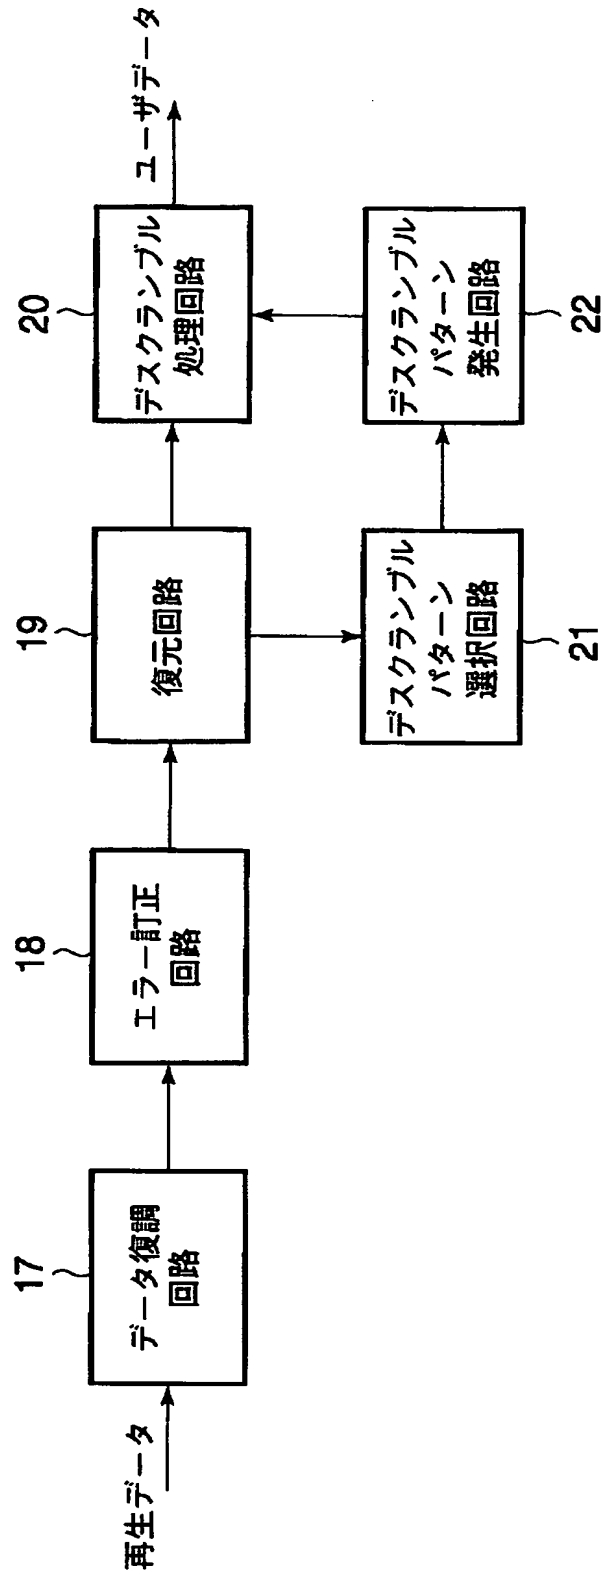 再生データ
17
データ復調
回路
18
エラー訂正
回路
19
復元回路
20
デスクランブル
処理回路
ユーザデータ
デスクランブル
パターン
選択回路
21
デスクランブル
パターン
発生回路
22